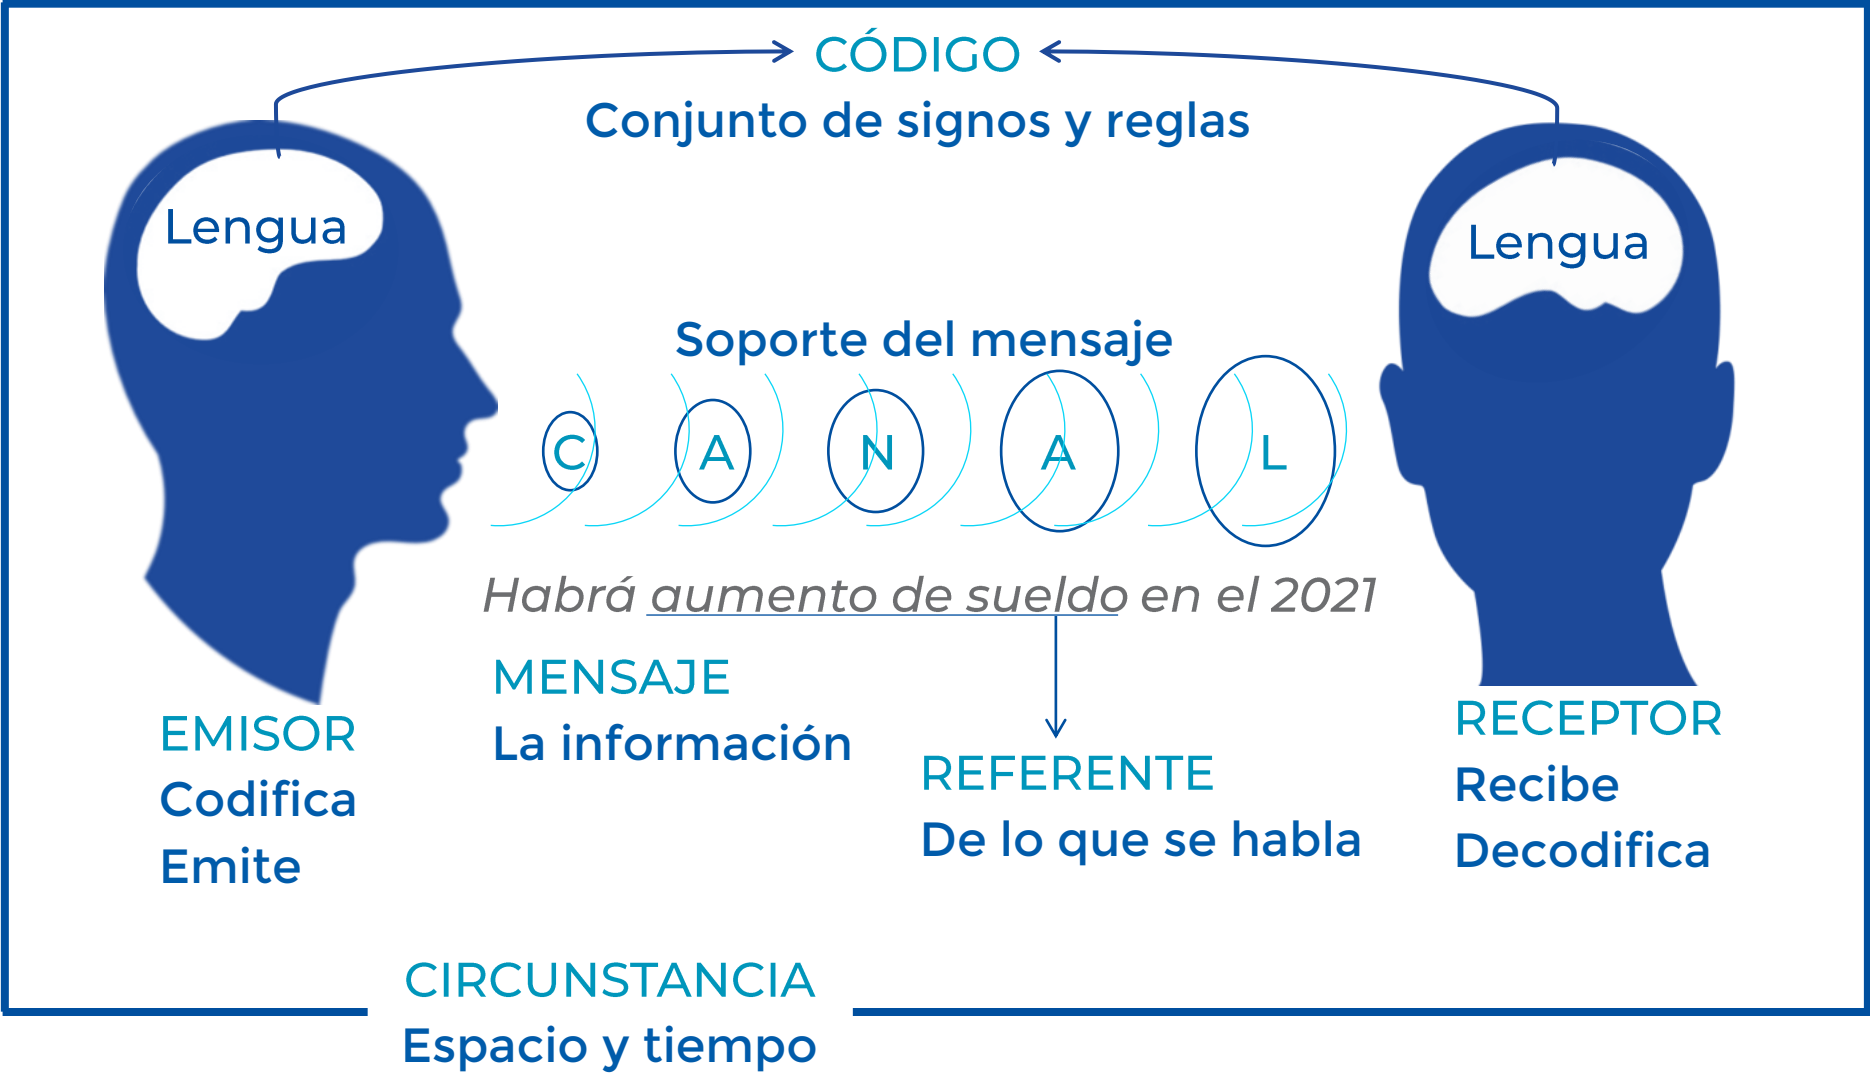 CÓDIGO
Conjunto de signos y reglas
Lengua
Lengua
Soporte del mensaje
C A N A L
Habrá aumento de sueldo en el 2021
MENSAJE
La información
EMISOR
Codifica
Emite
REFERENTE
De lo que se habla
RECEPTOR
Recibe
Decodifica
CIRCUNSTANCIA
Espacio y tiempo